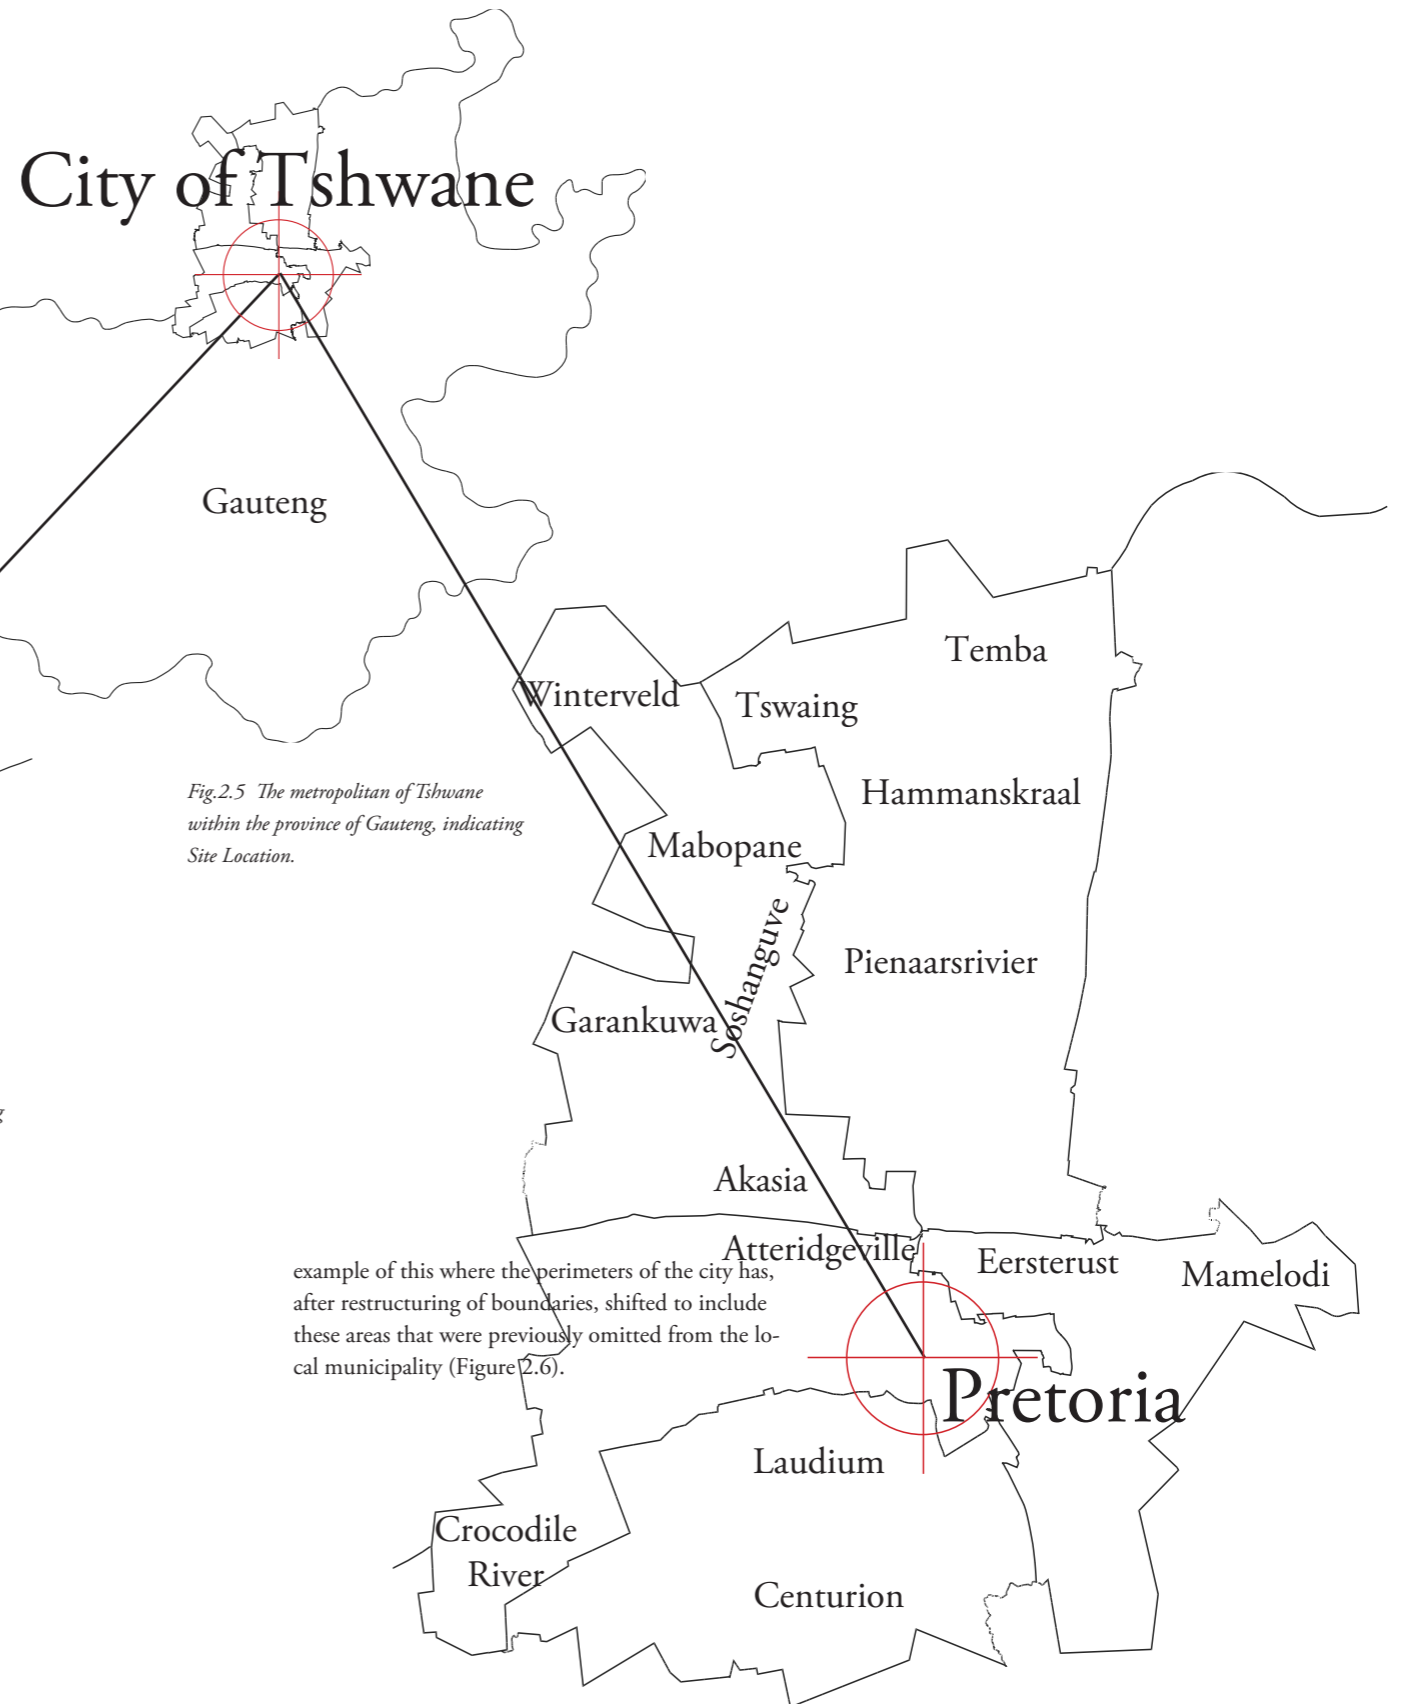 City of Tshwane
Gauteng
Temba
Winterveld
Tswaing
Fig.2.5 The metropolitan of Tshwane
within the province of Gauteng, indicating
Site Location.
Hammanskraal
Mabopane
Soshanguve
Pienaarsrivier
Garankuwa
Akasia
Atteridgeville
Eersterust
Mamelodi
example of this where the perimeters of the city has,
after restructuring of boundaries, shifted to include
these areas that were previously omitted from the lo-
cal municipality (Figure 2.6).
Pretoria
Laudium
Crocodile
River
Centurion